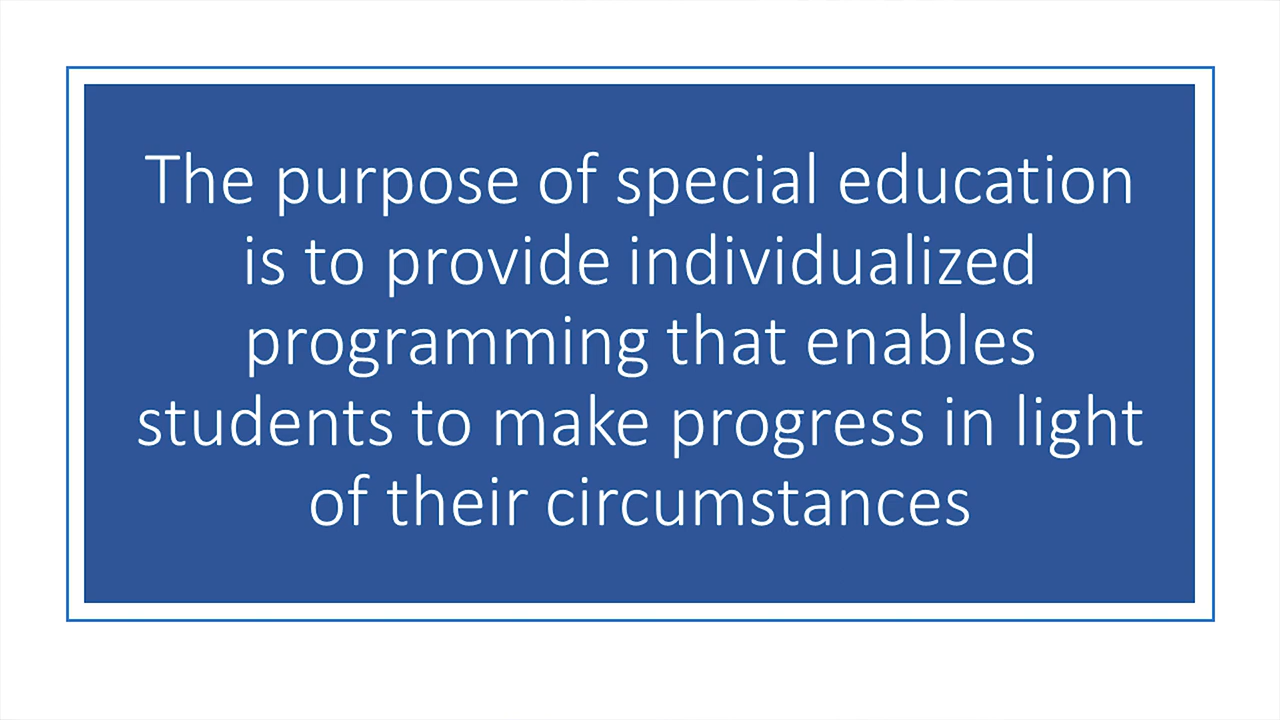 The purpose of special education
is to provide individualized
programming that enables
students to make progress in light
of their circumstances